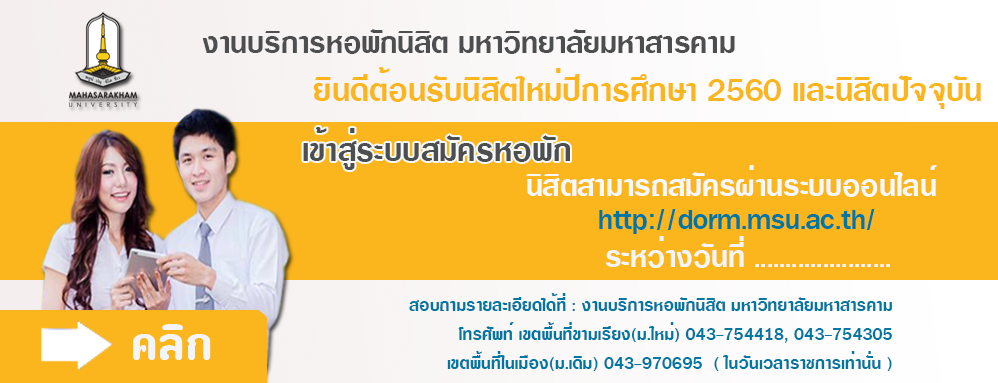 งานบริการหอพักนิสิต มหาวิทยาลัยมหาสารคาม
MAHASARAKHAM
UNIVERSITY
ยินดีต้อนรับนิสิตใหม่ปีการศึกษา 2560 และนิสิตปัจจุบัน
เข้าสู่ระบบสมัครหอพัก
นิสิตสามารถสมัครผ่านระบบออนไลน์
http://dorm.msu.ac.th/
ระหว่างวันที่ ......................
สอบถามรายละเอียดได้ที่ : งานบริการหอพักนิสิต มหาวิทยาลัยมหาสารคาม
โทรศัพท์ เขตพื้นที่ขามเรียง(ม.ใหม่) 043-754418, 043-754305
เขตพื้นที่ในเมือง(ม.เดิม) 043-970695 ( ในวันเวลาราชการเท่านั่น )
คลิก